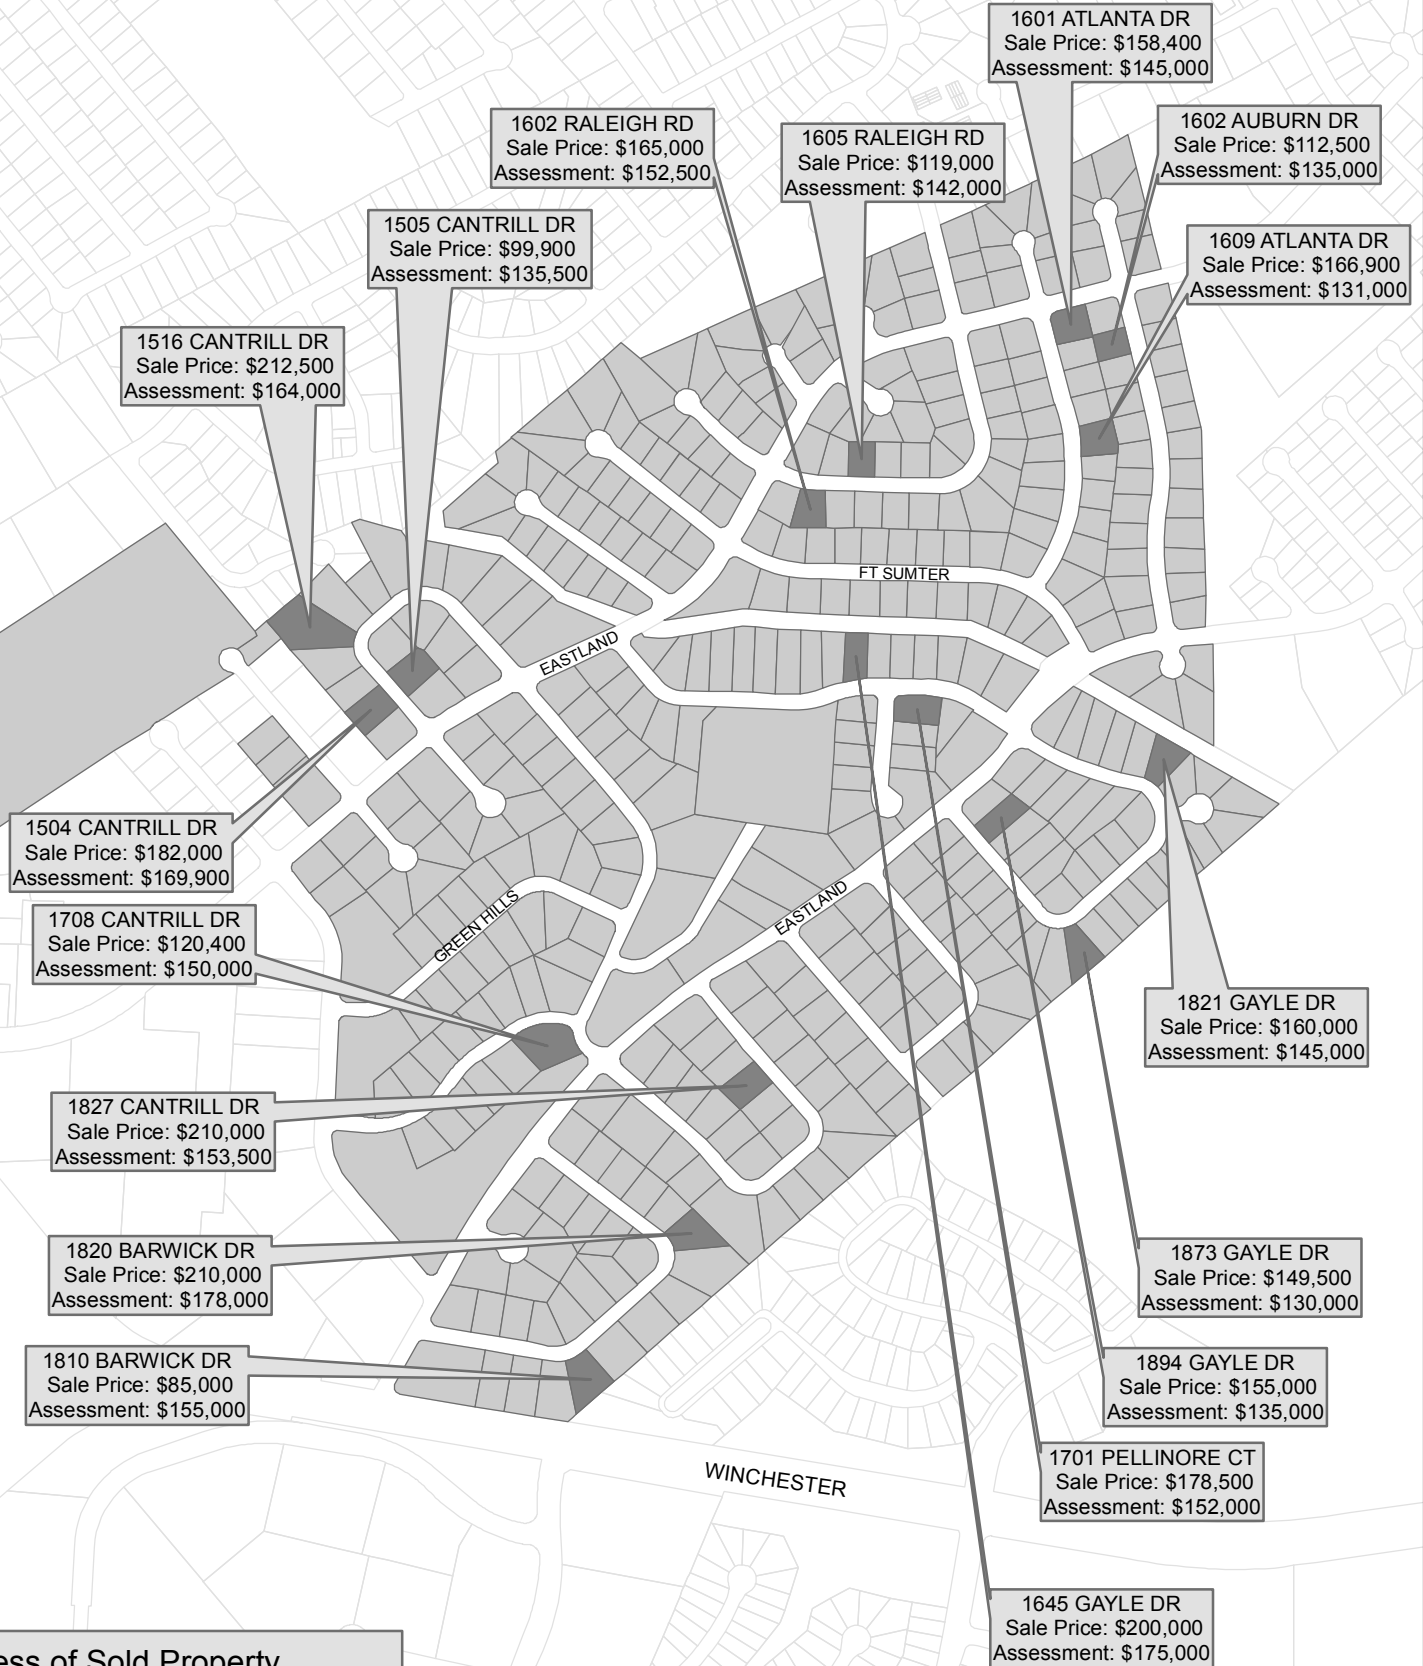 1601 ATLANTA DR
Sale Price: $158,400
Assessment: $145,000
1602 RALEIGH RD
Sale Price: $165,000
Assessment: $152,500
1605 RALEIGH RD
Sale Price: $119,000
Assessment: $142,000
1602 AUBURN DR
Sale Price: $112,500
Assessment: $135,000
1505 CANTRILL DR
Sale Price: $99,900
Assessment: $135,500
1609 ATLANTA DR
Sale Price: $166,900
Assessment: $131,000
1516 CANTRILL DR
Sale Price: $212,500
Assessment: $164,000
FT SUMTER
EASTLAND
1504 CANTRILL DR
Sale Price: $182,000
Assessment: $169,900
GREEN HILLS
EASTLAND
1708 CANTRILL DR
Sale Price: $120,400
Assessment: $150,000
1821 GAYLE DR
Sale Price: $160,000
Assessment: $145,000
1827 CANTRILL DR
Sale Price: $210,000
Assessment: $153,500
1820 BARWICK DR
Sale Price: $210,000
Assessment: $178,000
1873 GAYLE DR
Sale Price: $149,500
Assessment: $130,000
1810 BARWICK DR
Sale Price: $85,000
Assessment: $155,000
1894 GAYLE DR
Sale Price: $155,000
Assessment: $135,000
WINCHESTER
1701 PELLINORE CT
Sale Price: $178,500
Assessment: $152,000
1645 GAYLE DR
Sale Price: $200,000
Assessment: $175,000
ess of Sold Property